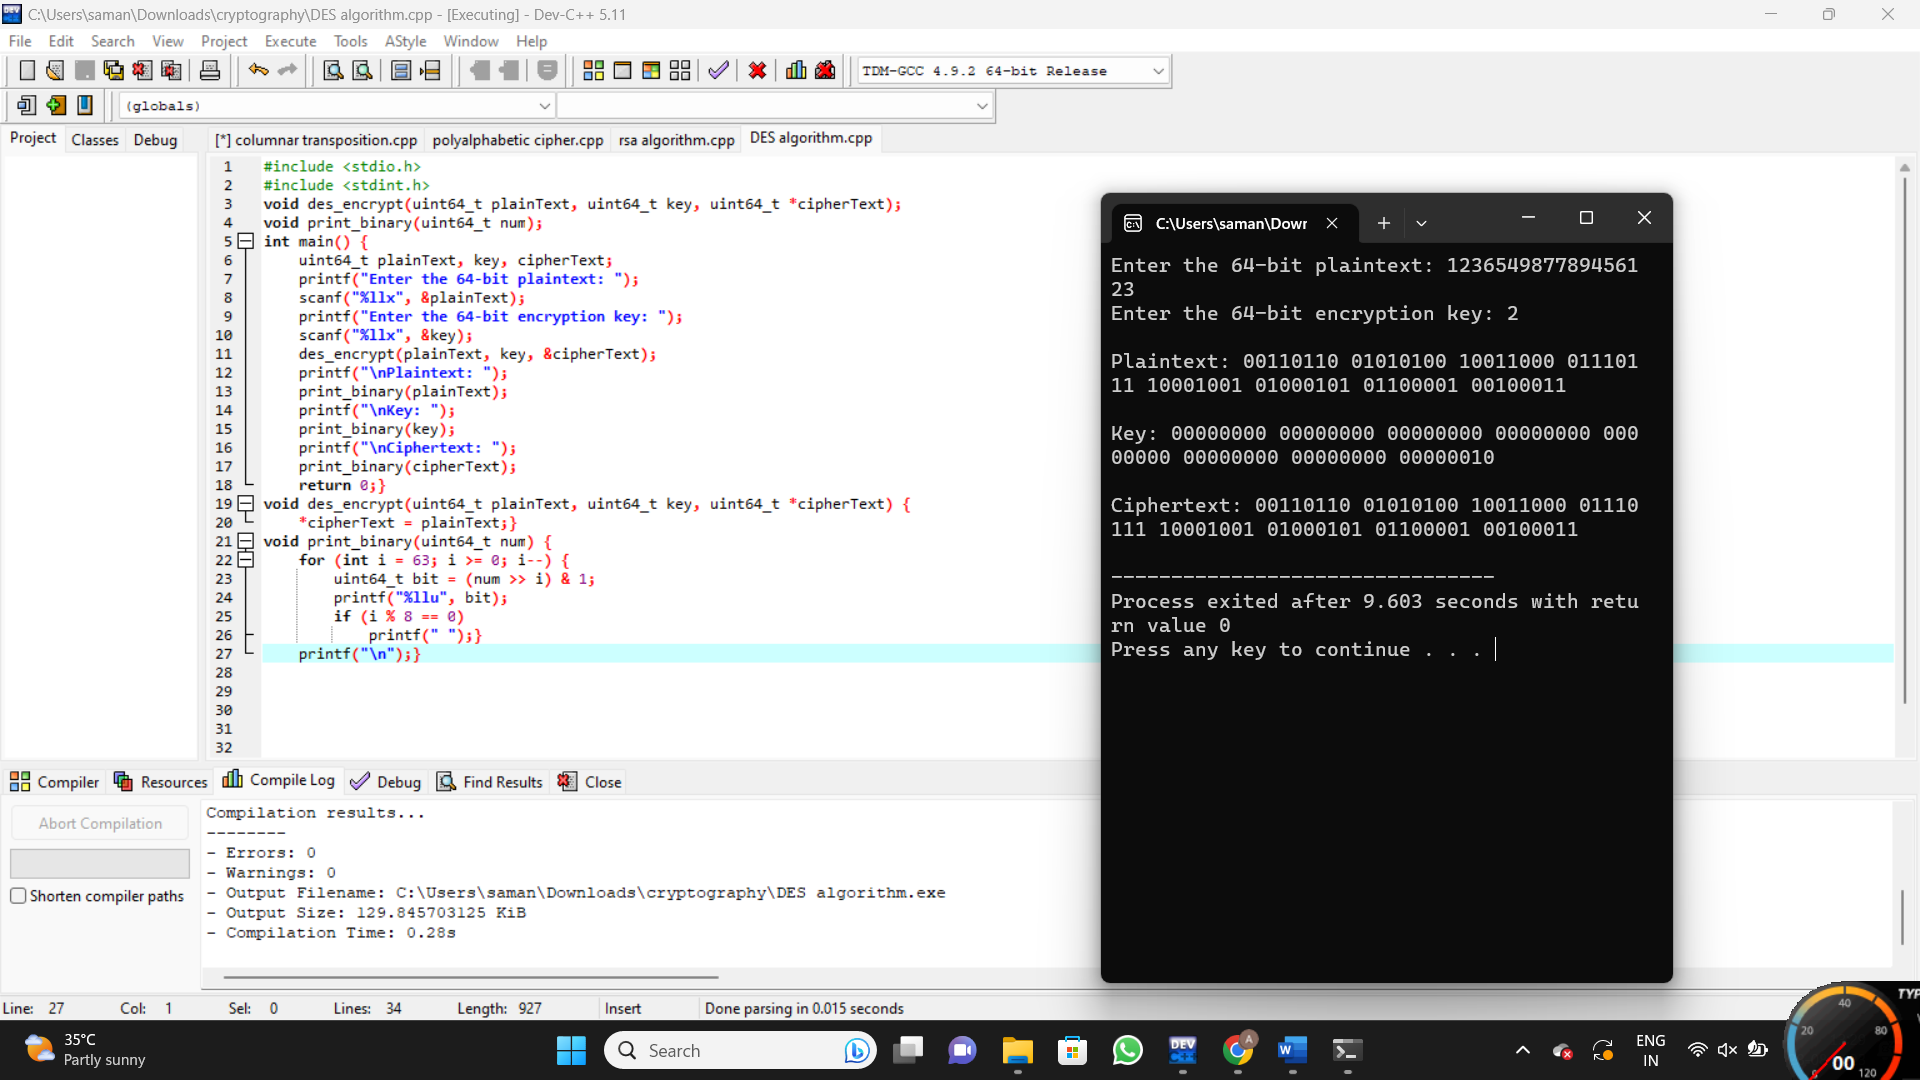 C:\Users\saman\Downloads\cryptography\DES algorithm.cpp - [Executing] - Dev-C++ 5.11
File Edit Search View Project Execute Tools AStyle Window Help
TDM-GCC 4.9.2 64-bit Release
(globals)
Project Classes Debug
[*] columnar transposition.cpp polyalphabetic cipher.cpp rsa algorithm.cpp DES algorithm.cpp
1 #include <stdio.h>
2 #include <stdint.h>
3 void des_encrypt(uint64_t plainText, uint64_t key, uint64_t *cipherText);
4 void print_binary(uint64_t num);
5 int main() {
6 uint64_t plainText, key, cipherText;
7 printf("Enter the 64-bit plaintext: ");
8 scanf("%llx", &plainText);
9 printf("Enter the 64-bit encryption key: ");
10 scanf("%llx", &key);
11 des_encrypt(plainText, key, &cipherText);
12 printf("\nPlaintext: ");
13 print_binary(plainText);
14 printf("\nKey: ");
15 print_binary(key);
16 printf("\nCiphertext: ");
17 print_binary(cipherText);
18 return 0;}
19 void des_encrypt(uint64_t plainText, uint64_t key, uint64_t *cipherText) {
20 *cipherText = plainText;}
21 void print_binary(uint64_t num) {
22 for (int i = 63; i >= 0; i--) {
23 uint64_t bit = (num >> i) & 1;
24 printf("%llu", bit);
25 if (i % 8 == 0)
26 printf(" ");}
27 printf("\n");}
28
29
30
31
32
C:\Users\saman\Dowr
Enter the 64-bit plaintext: 1236549877894561
23
Enter the 64-bit encryption key: 2
Plaintext: 00110110 01010100 10011000 011101
11 10001001 01000101 01100001 00100011
Key: 00000000 00000000 00000000 00000000 000
00000 00000000 00000000 00000010
Ciphertext: 00110110 01010100 10011000 01110
111 10001001 01000101 01100001 00100011
--------------------------------
Process exited after 9.603 seconds with retu
rn value 0
Press any key to continue . . .
Compiler Resources Compile Log Debug Find Results Close
Abort Compilation
Shorten compiler paths
Compilation results...
--------
- Errors: 0
- Warnings: 0
- Output Filename: C:\Users\saman\Downloads\cryptography\DES algorithm.exe
- Output Size: 129.845703125 KiB
- Compilation Time: 0.28s
Line: 27 Col: 1 Sel: 0 Lines: 34 Length: 927 Insert Done parsing in 0.015 seconds
35°C
Partly sunny
Search
DEV
C++
A
W
ENG
IN
TYP
0 20 40 80 120
00